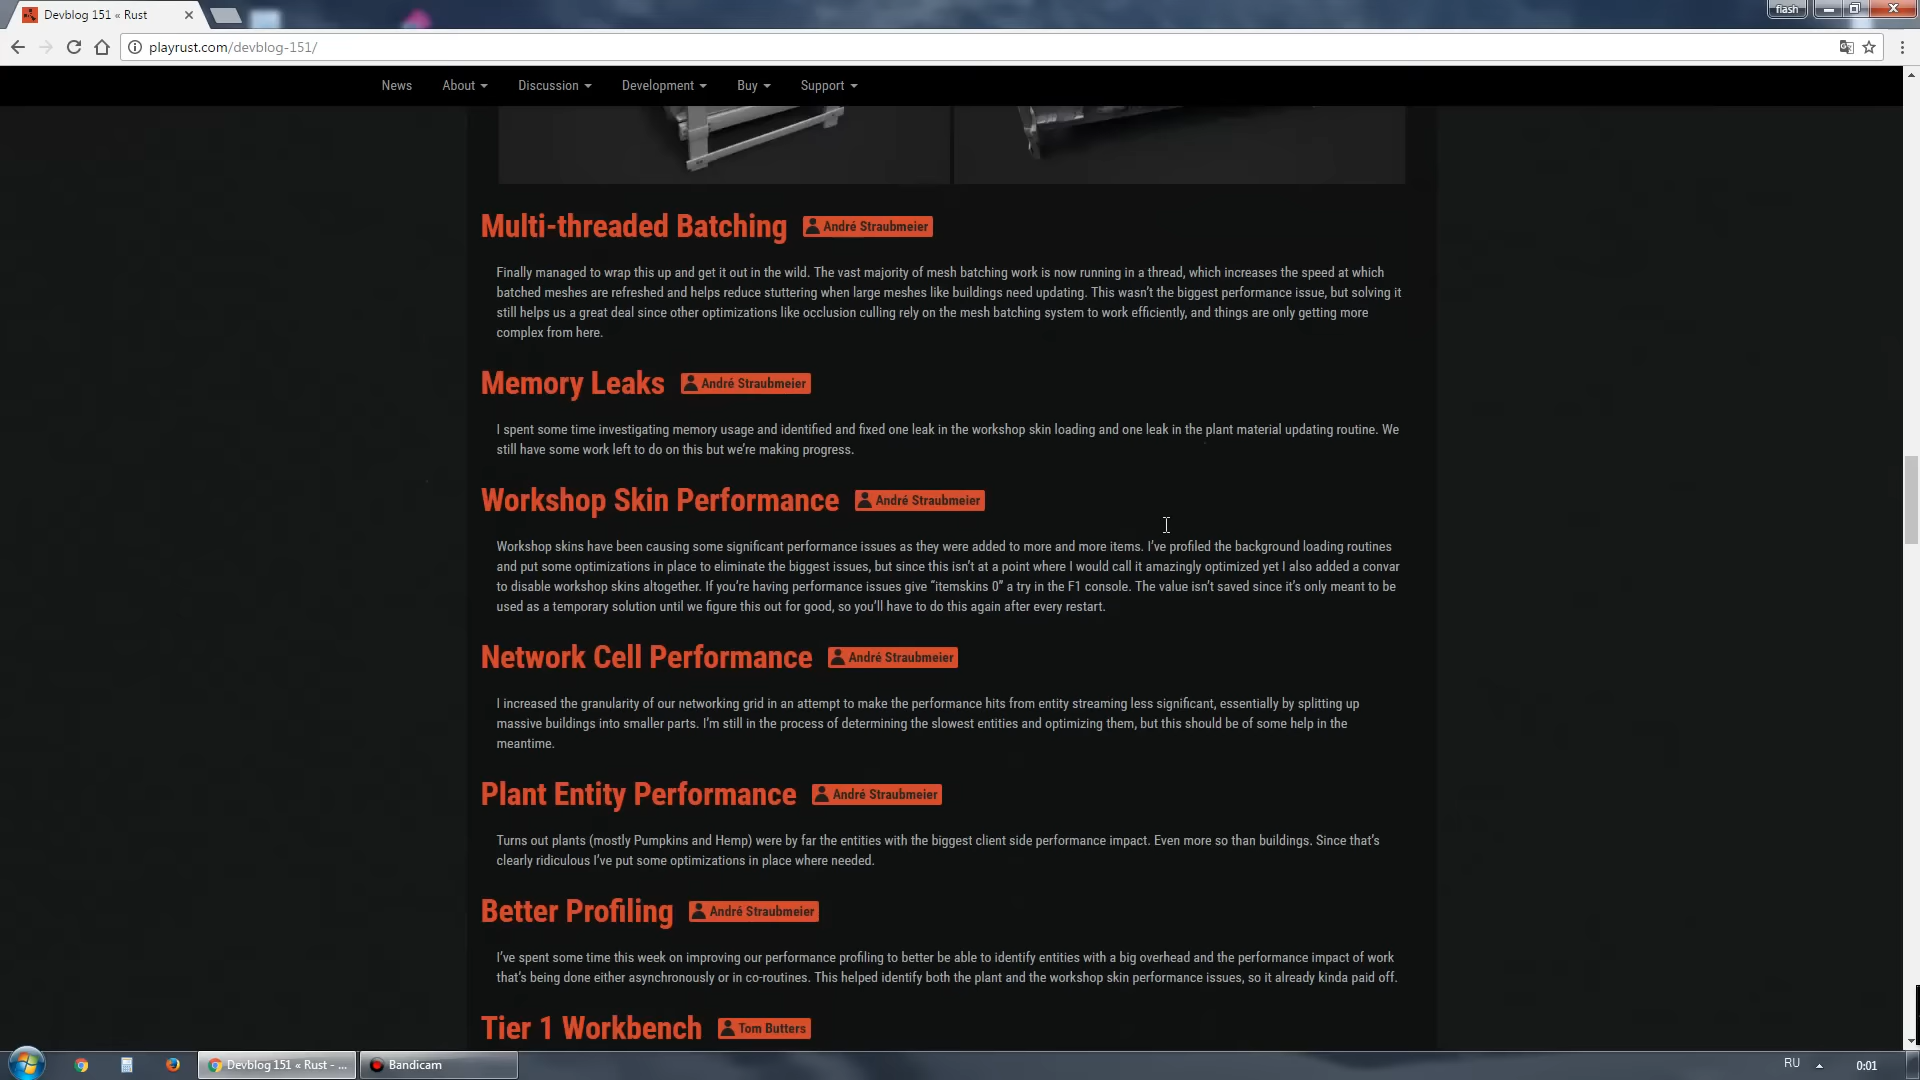 Devblog 151 « Rust
flash
playrust.com/devblog-151/
News About Discussion Development Buy Support
Multi-threaded Batching André Straubmeier
Finally managed to wrap this up and get it out in the wild. The vast majority of mesh batching work is now running in a thread, which increases the speed at which
batched meshes are refreshed and helps reduce stuttering when large meshes like buildings need updating. This wasn't the biggest performance issue, but solving it
still helps us a great deal since other optimizations like occlusion culling rely on the mesh batching system to work efficiently, and things are only getting more
complex from here.
Memory Leaks André Straubmeier
I spent some time investigating memory usage and identified and fixed one leak in the workshop skin loading and one leak in the plant material updating routine. We
still have some work left to do on this but we're making progress.
Workshop Skin Performance André Straubmeier
Workshop skins have been causing some significant performance issues as they were added to more and more items. I've profiled the background loading routines
and put some optimizations in place to eliminate the biggest issues, but since this isn't at a point where I would call it amazingly optimized yet I also added a convar
to disable workshop skins altogether. If you're having performance issues give “itemskins 0” a try in the F1 console. The value isn't saved since it's only meant to be
used as a temporary solution until we figure this out for good, so you'll have to do this again after every restart.
Network Cell Performance André Straubmeier
I increased the granularity of our networking grid in an attempt to make the performance hits from entity streaming less significant, essentially by splitting up
massive buildings into smaller parts. I'm still in the process of determining the slowest entities and optimizing them, but this should be of some help in the
meantime.
Plant Entity Performance André Straubmeier
Turns out plants (mostly Pumpkins and Hemp) were by far the entities with the biggest client side performance impact. Even more so than buildings. Since that's
clearly ridiculous I've put some optimizations in place where needed.
Better Profiling André Straubmeier
I've spent some time this week on improving our performance profiling to better be able to identify entities with a big overhead and the performance impact of work
that's being done either asynchronously or in co-routines. This helped identify both the plant and the workshop skin performance issues, so it already kinda paid off.
Tier 1 Workbench Tom Butters
Devblog 151 « Rust - ... Bandicam RU 0:01